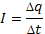 I = Δq / Δt